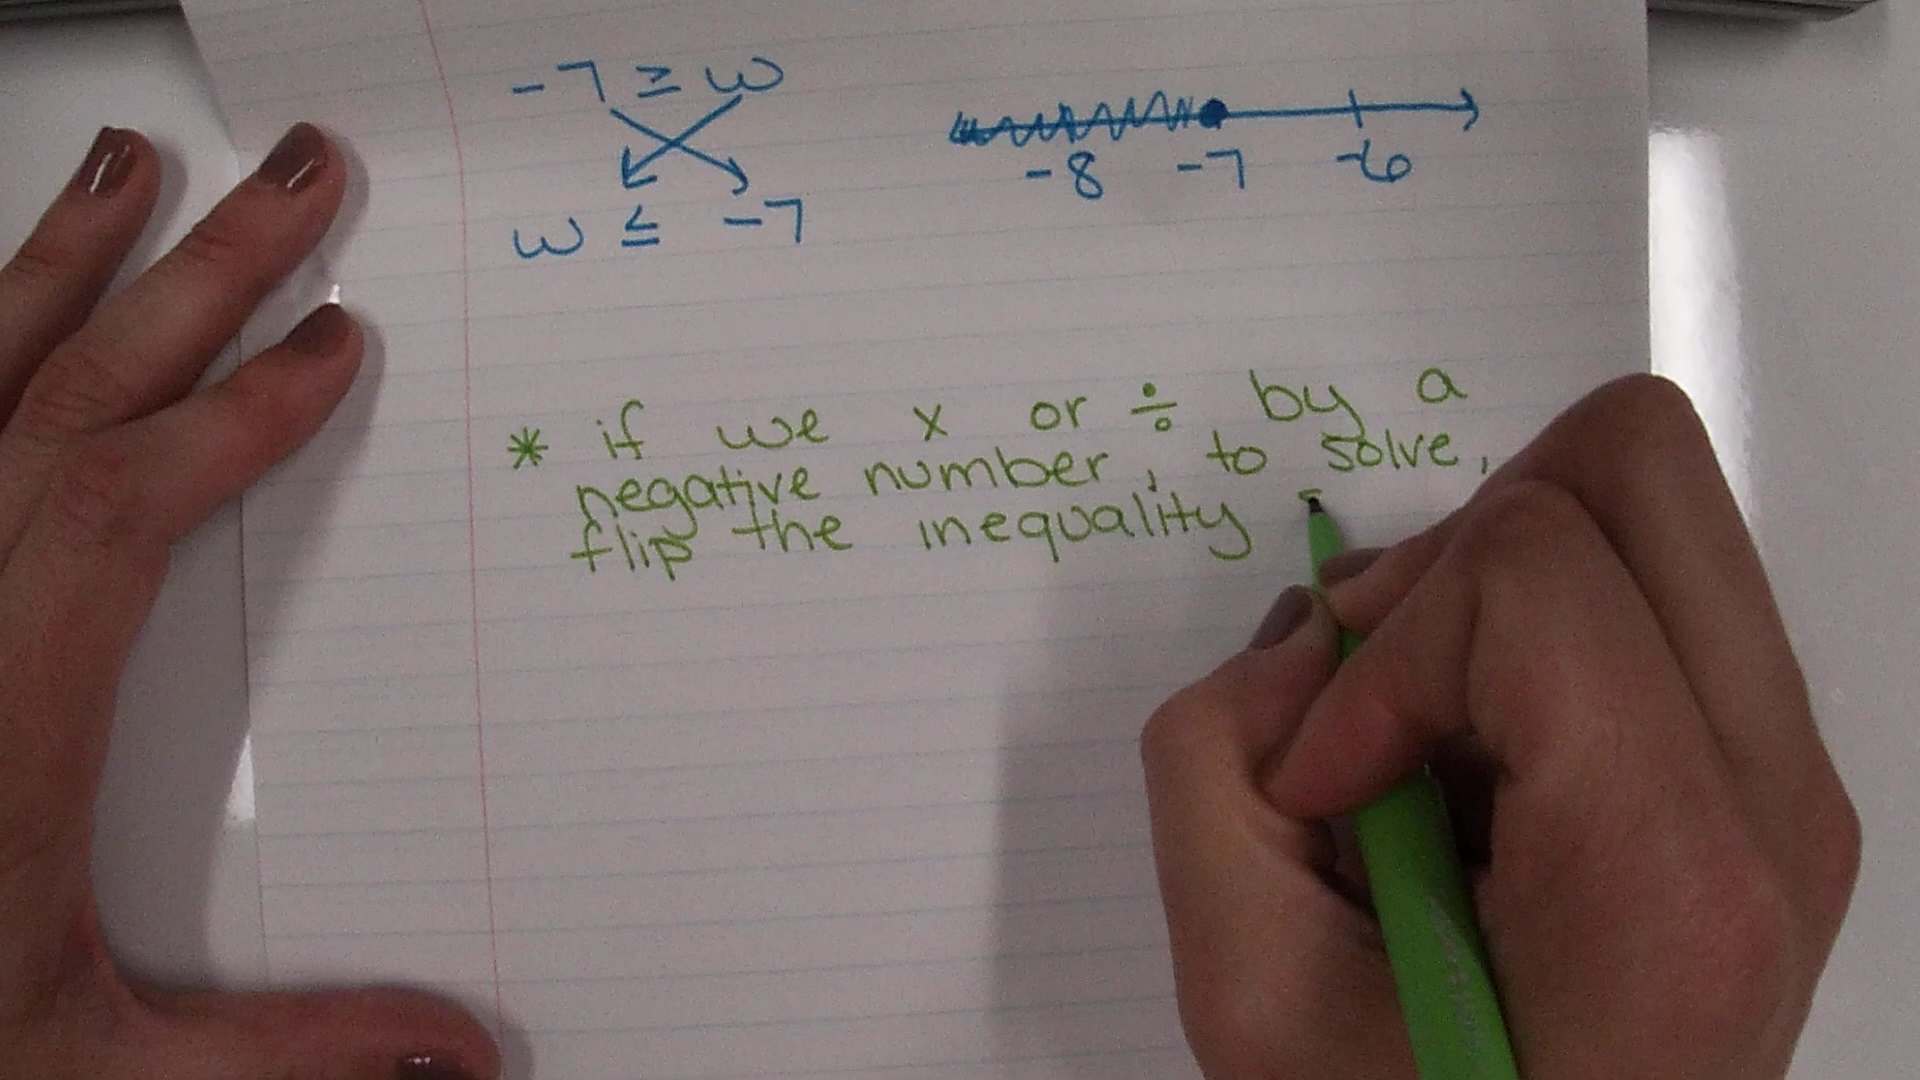 -7 ≥ w
w ≤ -7
-8 -7 -6
* if we x or ÷ by a
negative number, to solve,
flip the inequality s